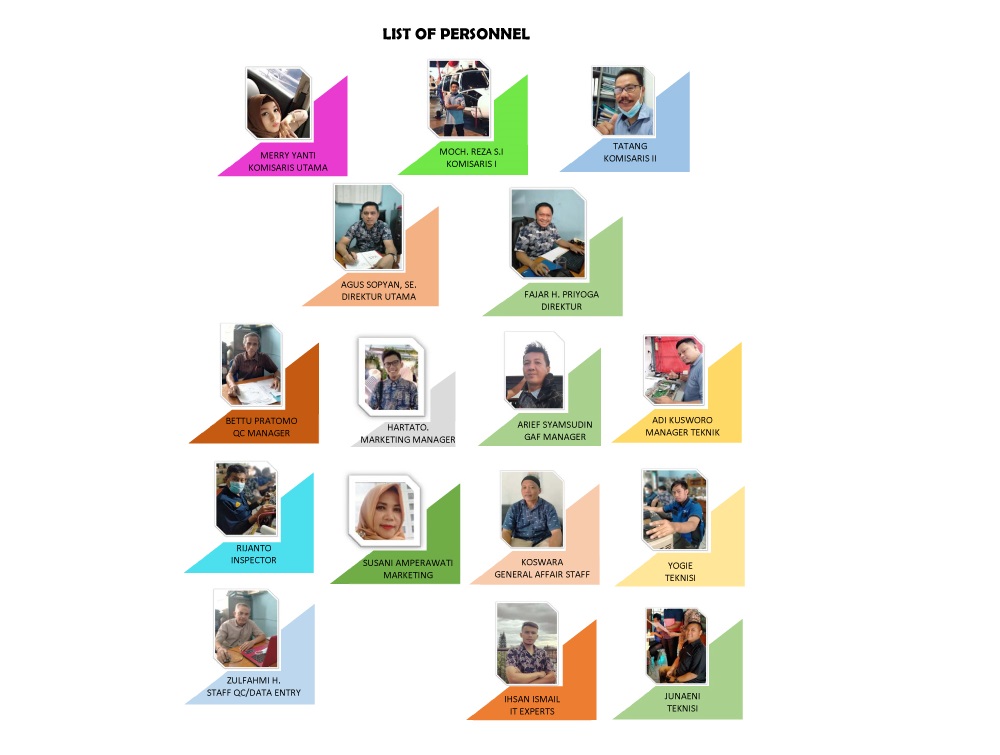 LIST OF PERSONNEL
MERRY YANTI
KOMISARIS UTAMA
MOCH. REZA S.I
KOMISARIS I
TATANG
KOMISARIS II
AGUS SOPYAN, SE.
DIREKTUR UTAMA
FAJAR H. PRIYOGA
DIREKTUR
BETTU PRATOMO
QC MANAGER
HARTATO.
MARKETING MANAGER
ARIEF SYAMSUDIN
GAF MANAGER
ADI KUSWORO
MANAGER TEKNIK
RIJANTO
INSPECTOR
SUSANI AMPERAWATI
MARKETING
KOSWARA
GENERAL AFFAIR STAFF
YOGIE
TEKNISI
ZULFAHMI H.
STAFF QC/DATA ENTRY
IHSAN ISMAIL
IT EXPERTS
JUNAENI
TEKNISI